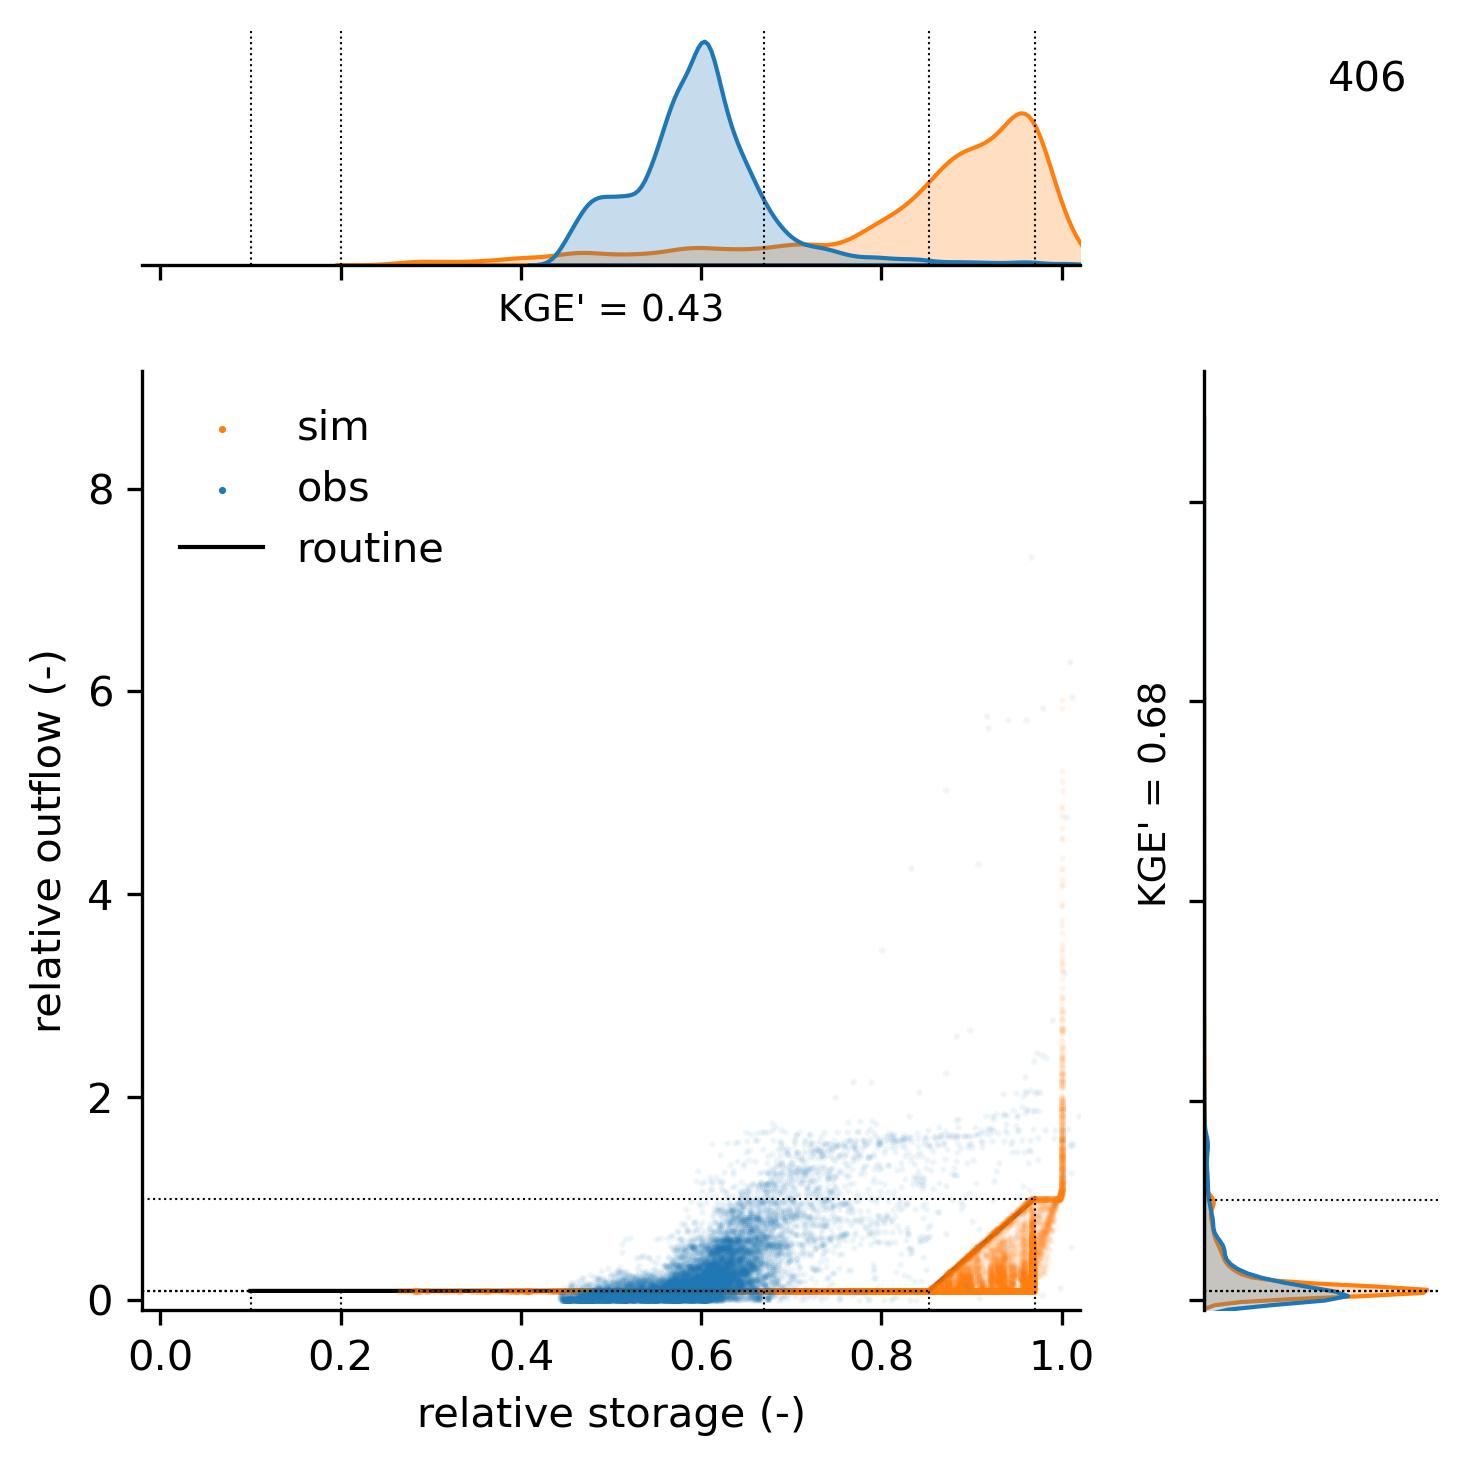 406
KGE' = 0.43
sim
obs
routine
8
6
4
2
0
relative outflow (-)
0.0 0.2 0.4 0.6 0.8 1.0
relative storage (-)
KGE' = 0.68